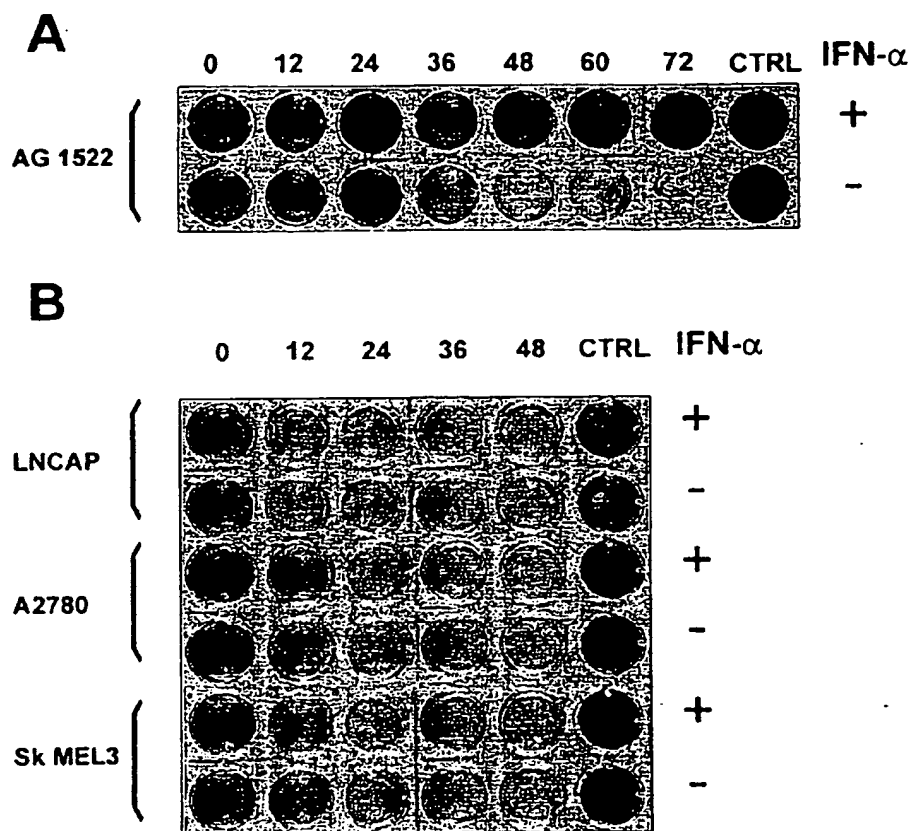 A
0 12 24 36 48 60 72 CTRL IFN-α
AG 1522
+
-
B
0 12 24 36 48 CTRL IFN-α
LNCAP
+
-
A2780
+
-
Sk MEL3
+
-